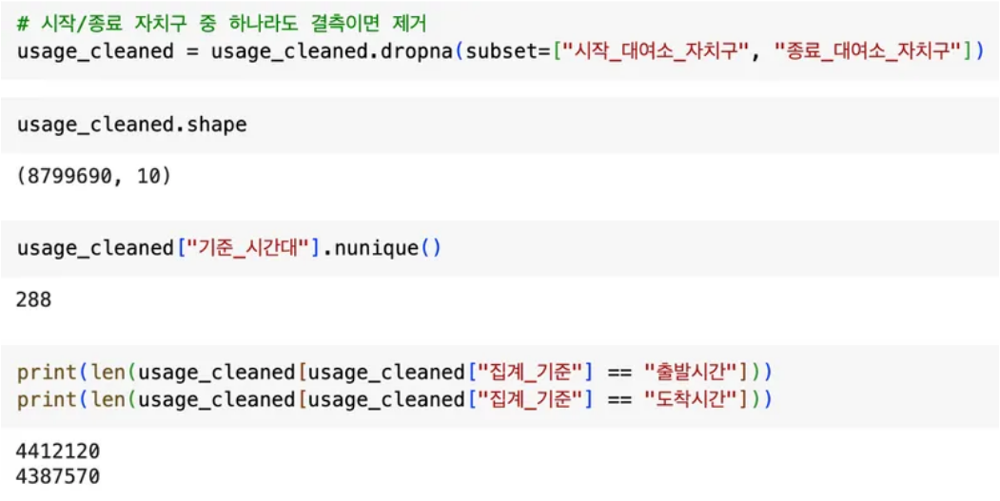 # 시작/종료 자치구 중 하나라도 결측이면 제거
usage_cleaned = usage_cleaned.dropna(subset=["시작_대여소_자치구", "종료_대여소_자치구"])
usage_cleaned.shape
(8799690, 10)
usage_cleaned["기준_시간대"].nunique()
288
print(len(usage_cleaned[usage_cleaned["집계_기준"] == "출발시간"]))
print(len(usage_cleaned[usage_cleaned["집계_기준"] == "도착시간"]))
4412120
4387570